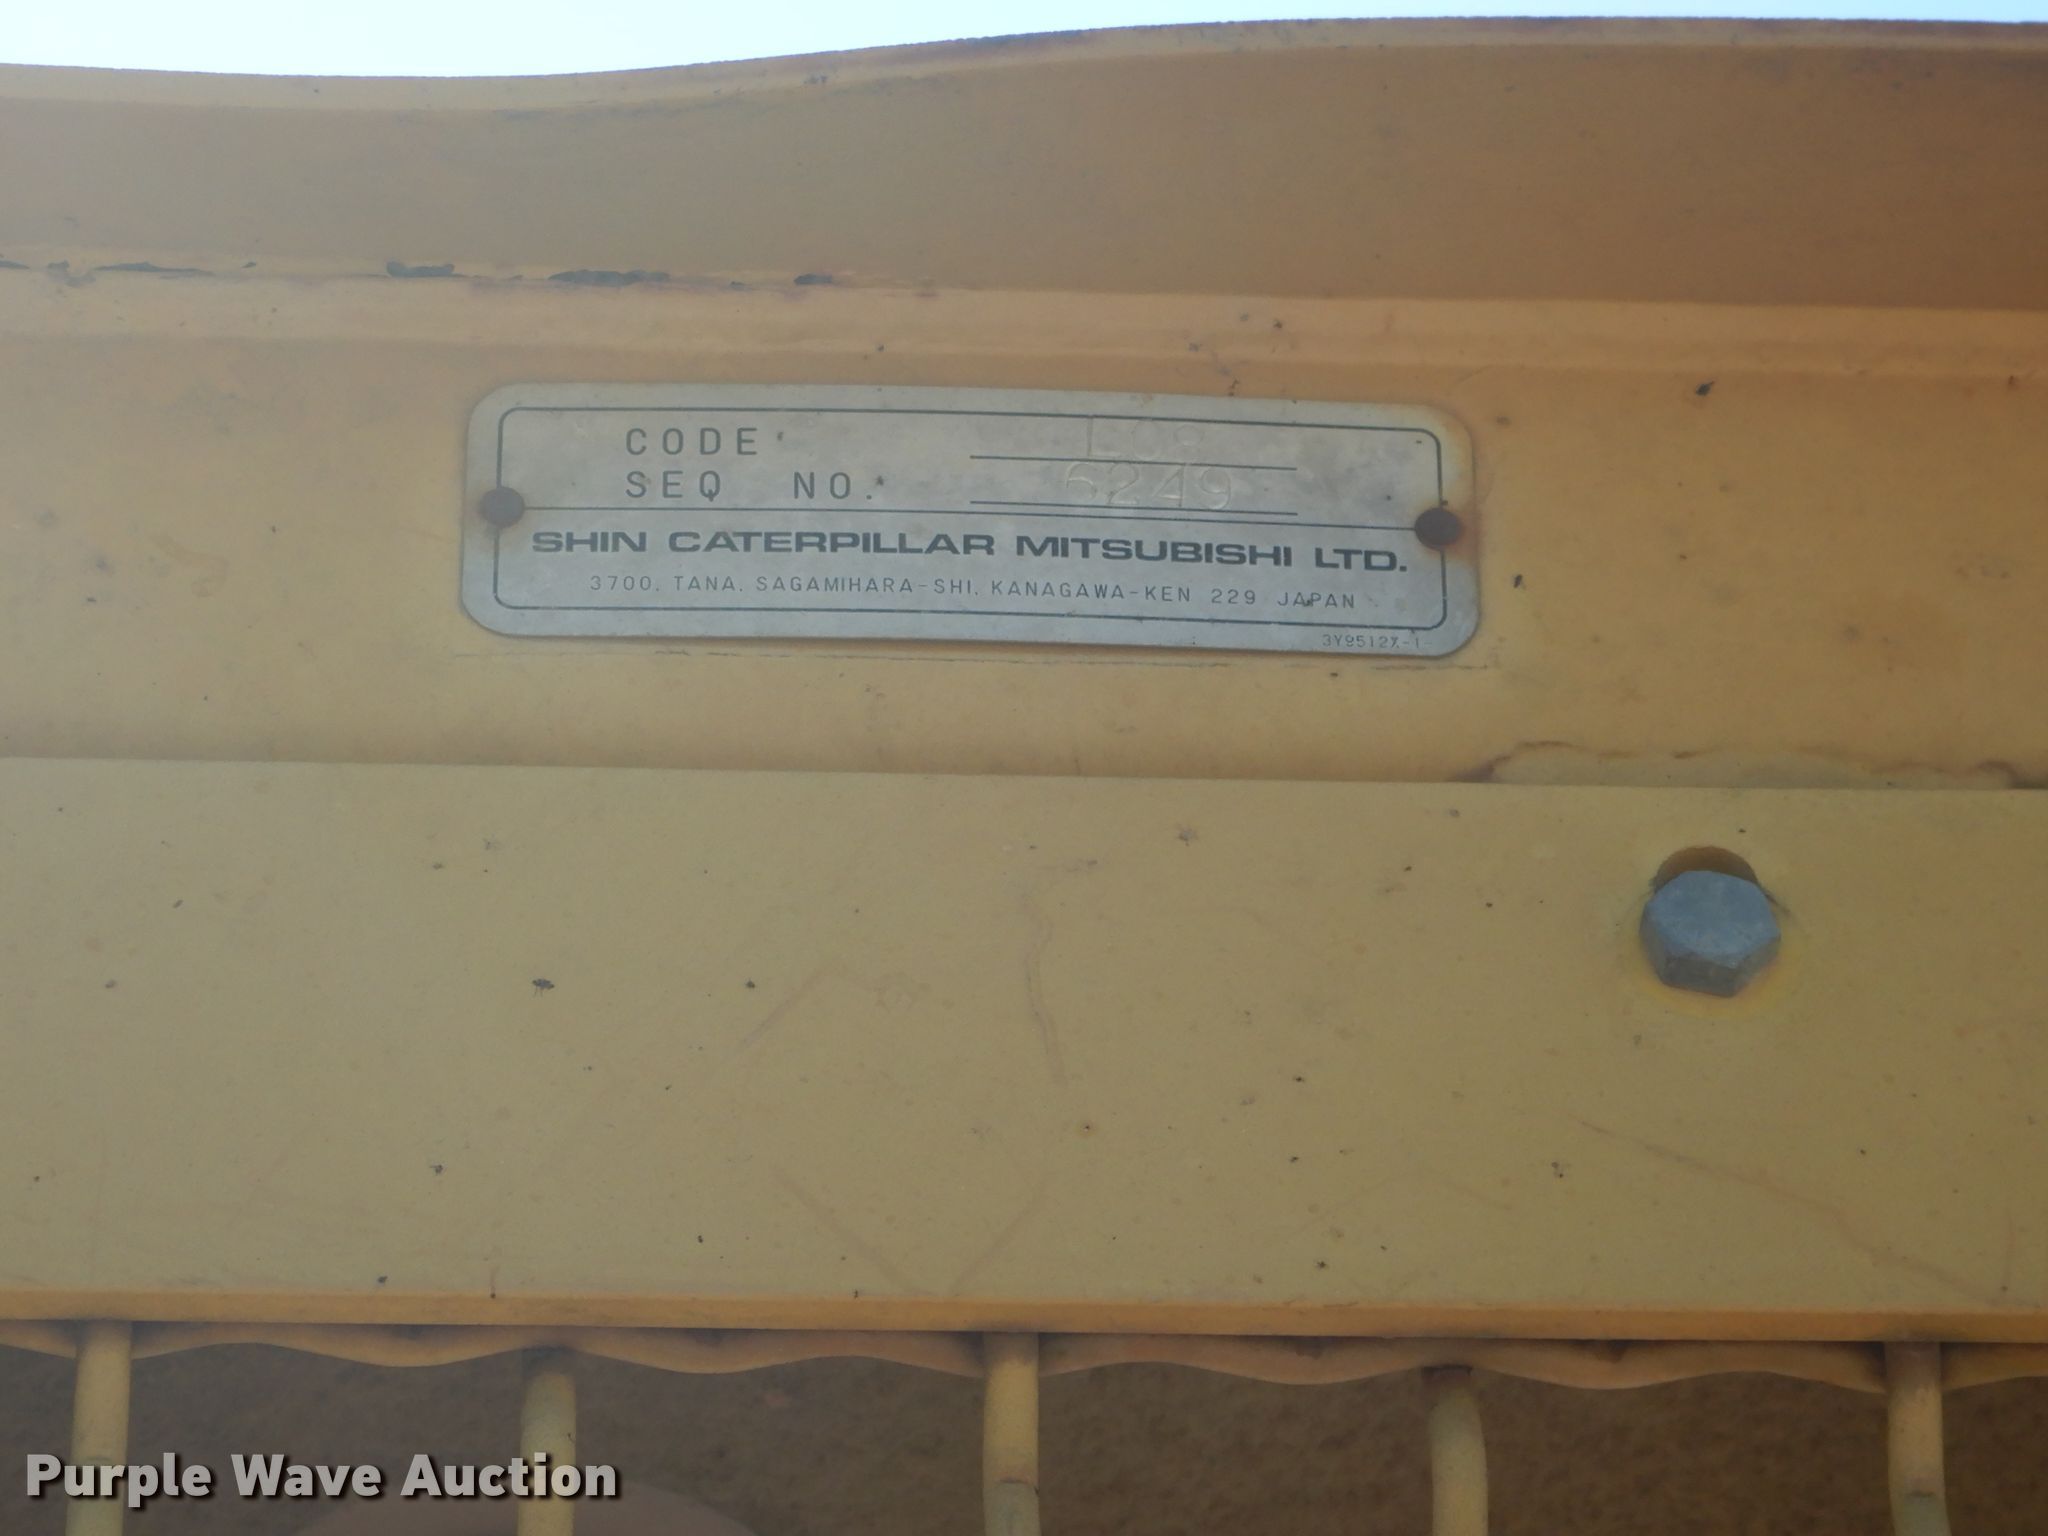 CODE
SEQ NO. 6249
SHIN CATERPILLAR MITSUBISHI LTD.
3700, TANA, SAGAMIHARA-SHI, KANAGAWA-KEN 229 JAPAN
Purple Wave Auction